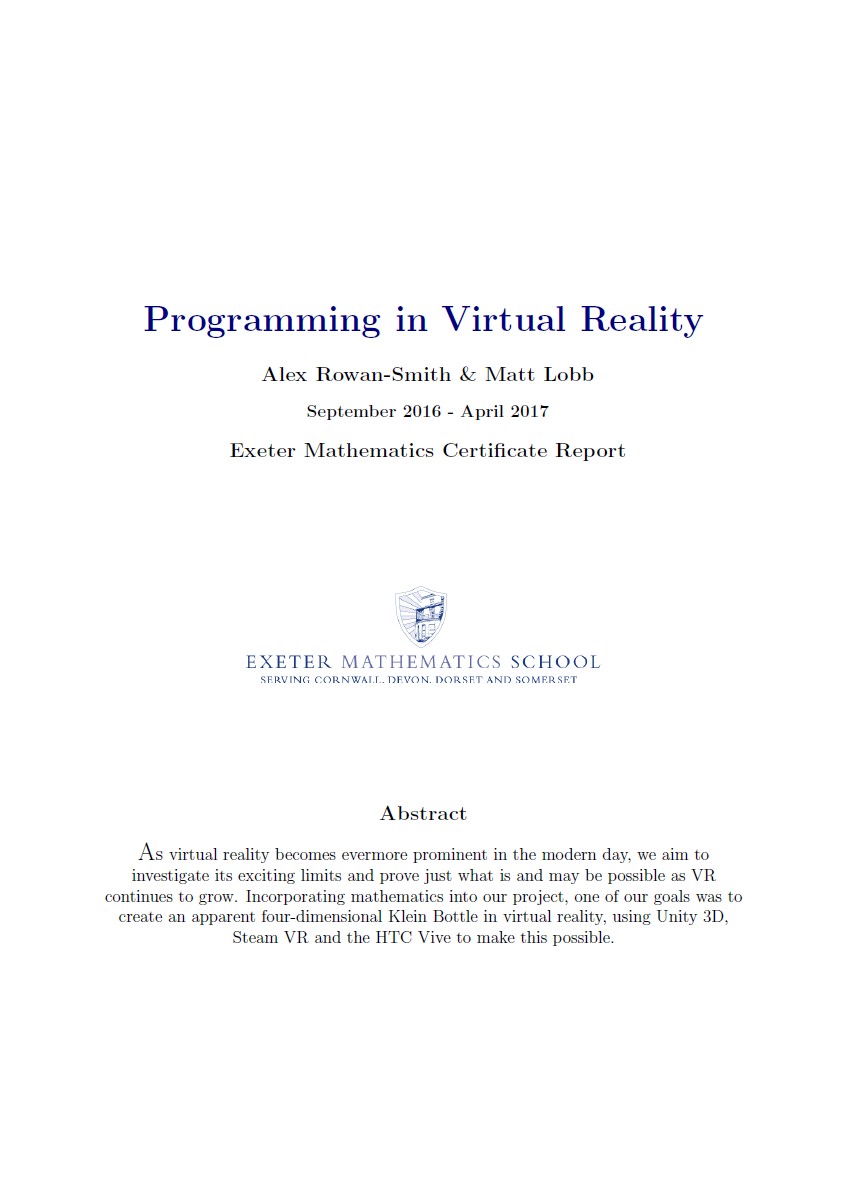 Programming in Virtual Reality
Alex Rowan-Smith & Matt Lobb
September 2016 - April 2017
Exeter Mathematics Certificate Report
EXETER MATHEMATICS SCHOOL
SERVING CORNWALL, DEVON, DORSET AND SOMERSET
Abstract
As virtual reality becomes evermore prominent in the modern day, we aim to
investigate its exciting limits and prove just what is and may be possible as VR
continues to grow. Incorporating mathematics into our project, one of our goals was to
create an apparent four-dimensional Klein Bottle in virtual reality, using Unity 3D,
Steam VR and the HTC Vive to make this possible.